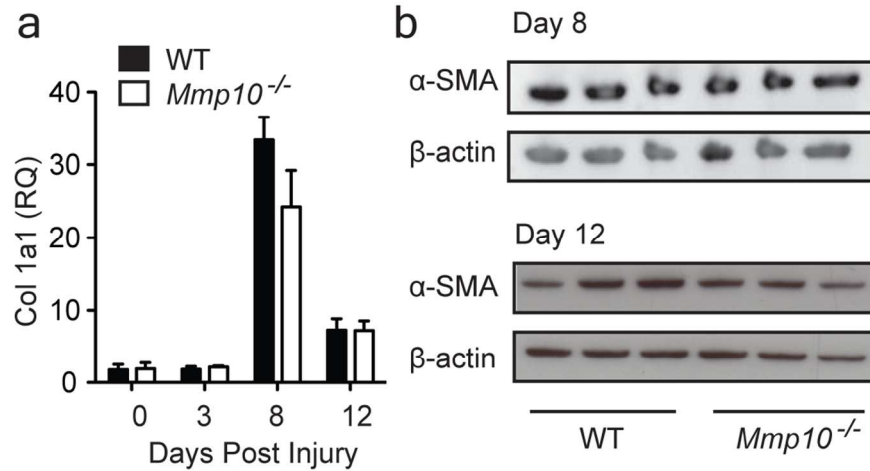 a
WT
Mmp10-/-
Col 1a1 (RQ)
40
30
20
10
0
0 3 8 12
Days Post Injury
b
Day 8
α-SMA
β-actin
Day 12
α-SMA
β-actin
WT Mmp10-/-